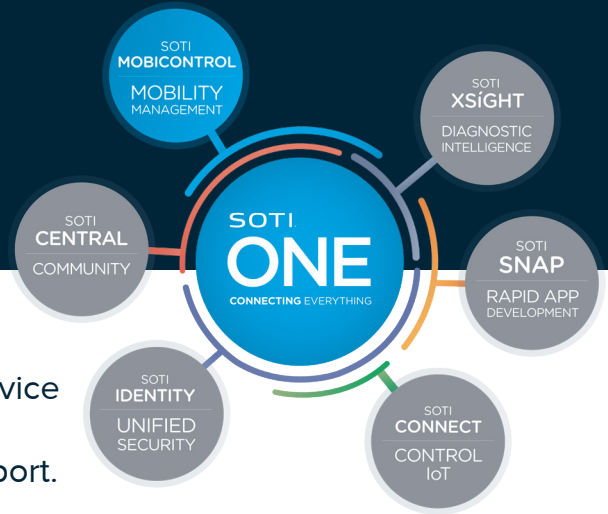 SOTI
MOBICONTROL
MOBILITY
MANAGEMENT
SOTI
XSíGHT
DIAGNOSTIC
INTELLIGENCE
SOTI
CENTRAL
COMMUNITY
SOTI
ONE
CONNECTING EVERYTHING
SOTI
SNAP
RAPID APP
DEVELOPMENT
vice
SOTI
IDENTITY
UNIFIED
SECURITY
port.
SOTI
CONNECT
CONTROL
IoT